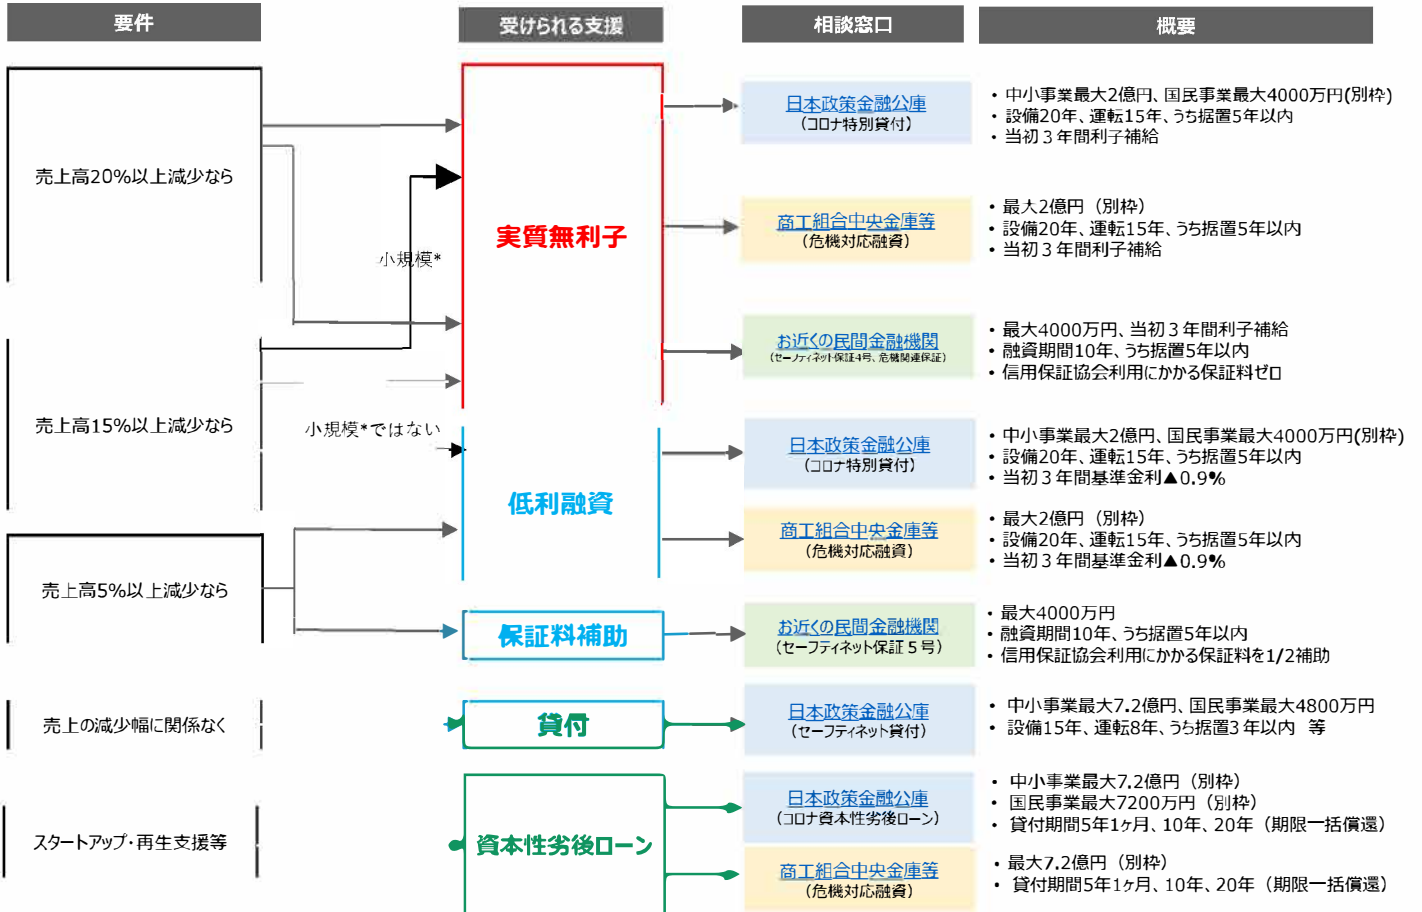 要件
受けられる支援
相談窓口
概要
売上高20%以上減少なら
小規模*
売上高15%以上減少なら
小規模*ではない
売上高5%以上減少なら
売上の減少幅に関係なく
スタートアップ・再生支援等
実質無利子
低利融資
保証料補助
貸付
資本性劣後ローン
日本政策金融公庫
(コロナ特別貸付)
・ 中小事業最大2億円、国民事業最大4000万円(別枠)
・ 設備20年、運転15年、うち据置5年以内
・ 当初3年間利子補給
商工組合中央金庫等
(危機対応融資)
・ 最大2億円(別枠)
・ 設備20年、運転15年、うち据置5年以内
・ 当初3年間利子補給
お近くの民間金融機関
(セーフティネット保証4号、危機関連保証)
・ 最大4000万円、当初3年間利子補給
・ 融資期間10年、うち据置5年以内
・ 信用保証協会利用にかかる保証料ゼロ
日本政策金融公庫
(コロナ特別貸付)
・ 中小事業最大2億円、国民事業最大4000万円(別枠)
・ 設備20年、運転15年、うち据置5年以内
・ 当初3年間基準金利▲0.9%
商工組合中央金庫等
(危機対応融資)
・ 最大2億円(別枠)
・ 設備20年、運転15年、うち据置5年以内
・ 当初3年間基準金利▲0.9%
お近くの民間金融機関
(セーフティネット保証5号)
・ 最大4000万円
・ 融資期間10年、うち据置5年以内
・ 信用保証協会利用にかかる保証料を1/2補助
日本政策金融公庫
(セーフティネット貸付)
・ 中小事業最大7.2億円、国民事業最大4800万円
・ 設備15年、運転8年、うち据置3年以内 等
日本政策金融公庫
(コロナ資本性劣後ローン)
・ 中小事業最大7.2億円(別枠)
・ 国民事業最大7200万円(別枠)
・ 貸付期間5年1ヶ月、10年、20年(期限一括償還)
商工組合中央金庫等
(危機対応融資)
・ 最大7.2億円(別枠)
・ 貸付期間5年1ヶ月、10年、20年(期限一括償還)